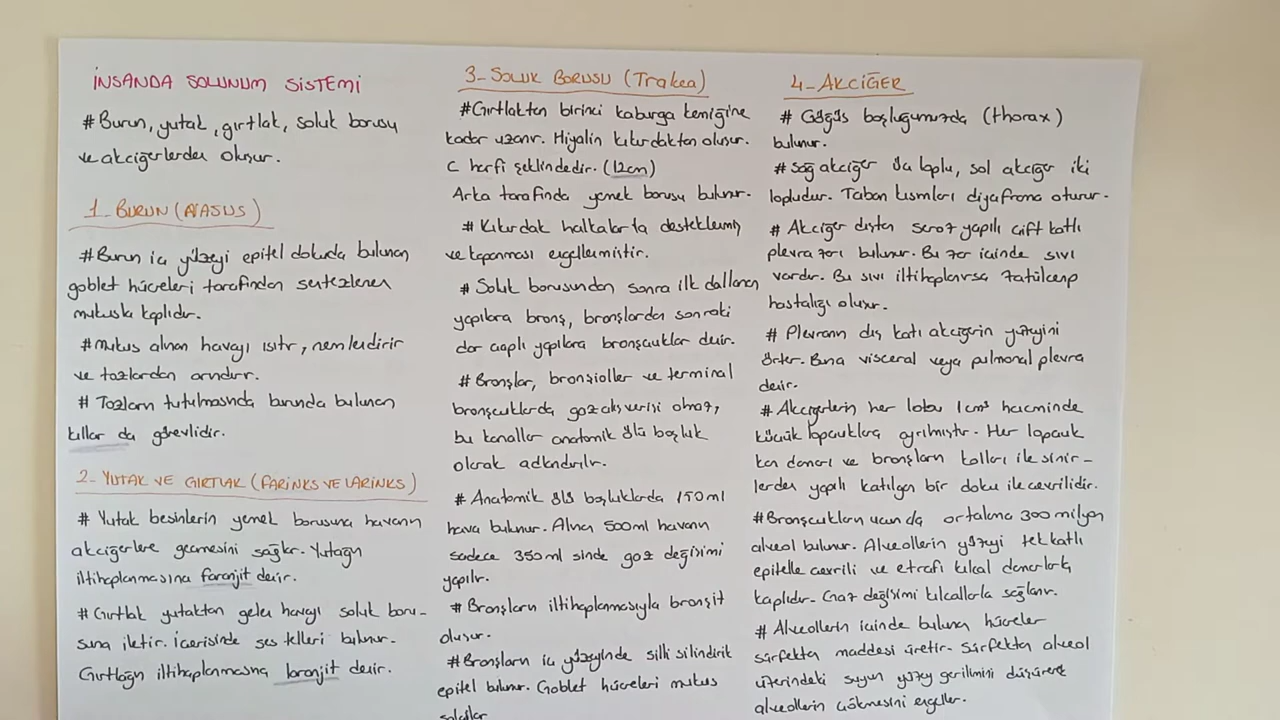 İNSANDA SOLUNUM SİSTEMİ
# Burun, yutak, gırtlak, soluk borusu
ve akciğerlerden oluşur.
1- BURUN (NASUS)
# Burun iç yüzeyi epitel dokuda bulunan
goblet hücreleri tarafından sentezlenen
mukusla kaplıdır.
# mukus alınan havayı ısıtır, nemlendirir
ve tozlardan arındırır.
# Tozların tutulmasında burunda bulunan
kıllar da görevlidir.
2- YUTAK VE GIRTLAK (FARİNKS VE LARİNKS)
# Yutak besinlerin yemek borusuna havanın
akciğerlere geçmesini sağlar. Yutağın
iltihaplanmasına faranjit denir.
# Gırtlak yutaktan gelen havayı soluk boru-
suna iletir. İçerisinde ses telleri bulunur.
Gırtlağın iltihaplanmasına laranjit denir.
3- SOLUK BORUSU (Trakea)
# Gırtlaktan birinci kaburga kemiğine
kadar uzanır. Hiyalin kıkırdaktan oluşur.
C harfi şeklindedir. (12cm)
Arka tarafında yemek borusu bulunur.
# Kıkırdak halkalarla desteklenmiş
ve kapanması engellenmiştir.
# Soluk borusundan sonra ilk dallanan
yapılara bronş, bronşlardan sonraki
dar çaplı yapılara bronşçuklar denir.
# Bronşlar, bronşioller ve terminal
bronşcuklarda gaz alışverişi olmaz,
bu kanallar anatomik ölü boşluk
olarak adlandırılır.
# Anatomik ölü boşluklarda 150 ml
hava bulunur. Alınan 500ml havanın
sadece 350ml sinde gaz değişimi
yapılır.
# Bronşların iltihaplanmasıyla bronşit
oluşur.
# Bronşların iç yüzeyinde silli silindirik
epitel bulunur. Goblet hücreleri mukus
salgılar
4- AKCİĞER
# Göğüs boşluğumuzda (thorax)
bulunur.
# Sağ akciğer üç loplu, sol akciğer iki
lopludur. Taban kısımları diyaframa oturur.
# Akciğer dıştan seroz yapılı çift katlı
plevra zarı bulunur. Bu zar içinde sıvı
vardır. Bu sıvı iltihaplanırsa zatülcenp
hastalığı oluşur.
# Plevranın dış katı akciğerin yüzeyini
örter. Buna visceral veya pulmonal plevra
denir.
# Akciğerlerin her lobu 1cm³ hacminde
küçük lopçuklara ayrılmıştır. Her lopçuk
kan damarı ve bronşların kolları ile sinir-
lerden yapılı katılgan bir doku ile çevrilidir.
# Bronşcukların ucunda ortalama 300 milyon
alveol bulunur. Alveollerin yüzeyi tek katlı
epitelle çevrili ve etrafı kılcal damarlarla
kaplıdır. Gaz değişimi kılcallarla sağlanır.
# Alveollerin içinde bulunan hücreler
sürfektan maddesi üretir. Sürfektan alveol
üzerindeki suyun yüzey gerilimini düşürerek
alveollerin çökmesini engeller.